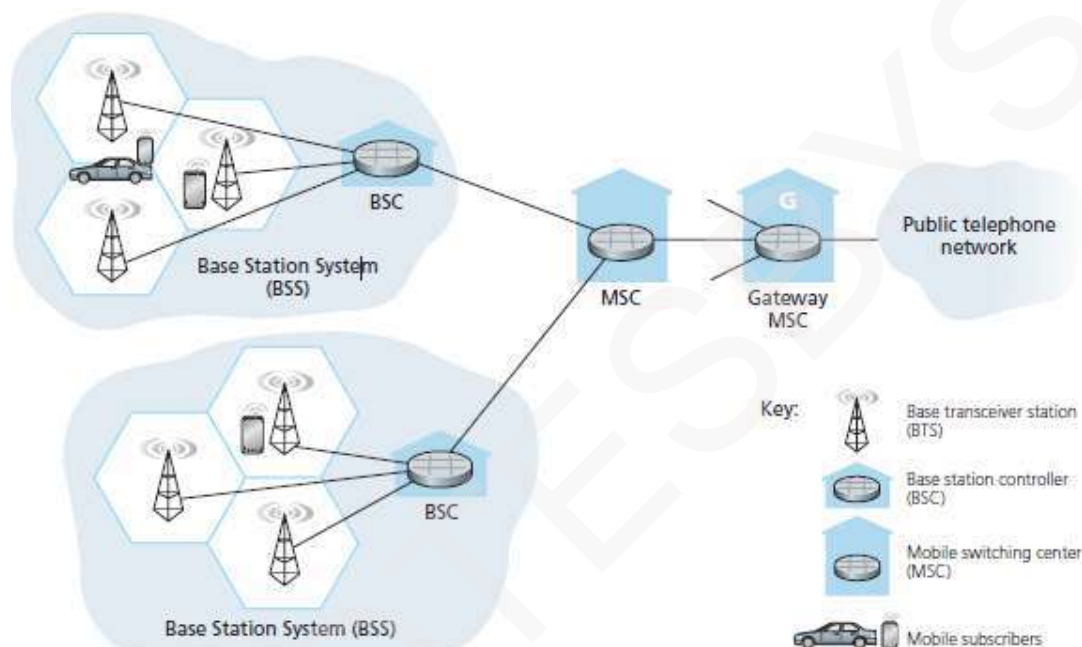 BSC
Base Station System
(BSS)
MSC
G
Gateway
MSC
Public telephone
network
BSC
Base Station System (BSS)
Key:
Base transceiver station
(BTS)
Base station controller
(BSC)
Mobile switching center
(MSC)
Mobile subscribers